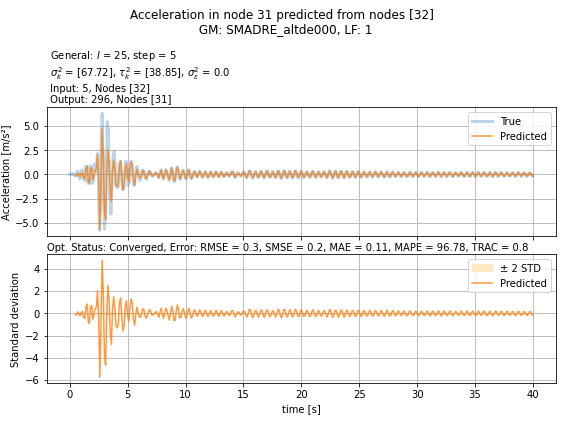 Acceleration in node 31 predicted from nodes [32]
GM: SMADRE_altde000, LF: 1
General: l = 25, step = 5
σ²ₖ = [67.72], τ²ₖ = [38.85], σ²ε = 0.0
Input: 5, Nodes [32]
Output: 296, Nodes [31]
Acceleration [m/s²]
5.0
2.5
0.0
−2.5
−5.0
True
Predicted
Opt. Status: Converged, Error: RMSE = 0.3, SMSE = 0.2, MAE = 0.11, MAPE = 96.78, TRAC = 0.8
Standard deviation
4
2
0
−2
−4
−6
± 2 STD
Predicted
0 5 10 15 20 25 30 35 40
time [s]